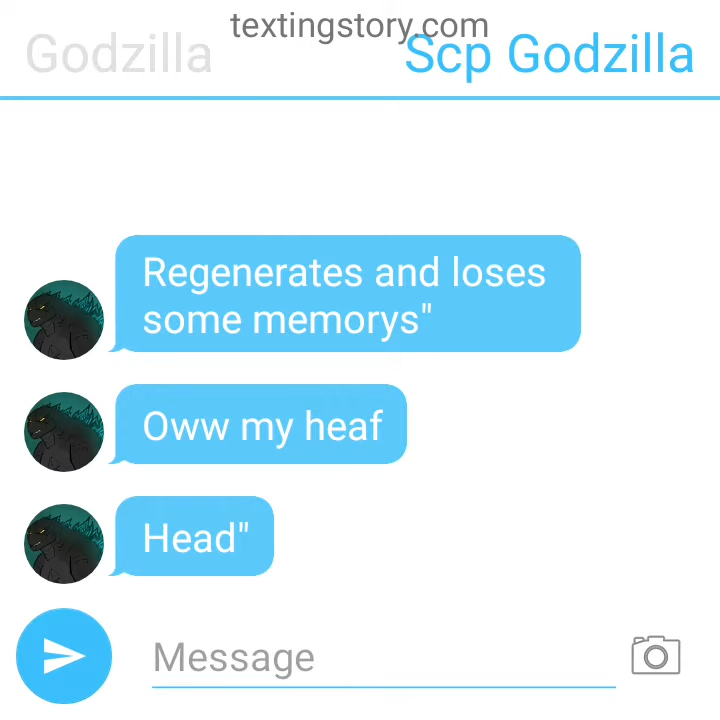 textingstory.com
Godzilla
Scp Godzilla
Regenerates and loses
some memorys"
Oww my heaf
Head"
Message